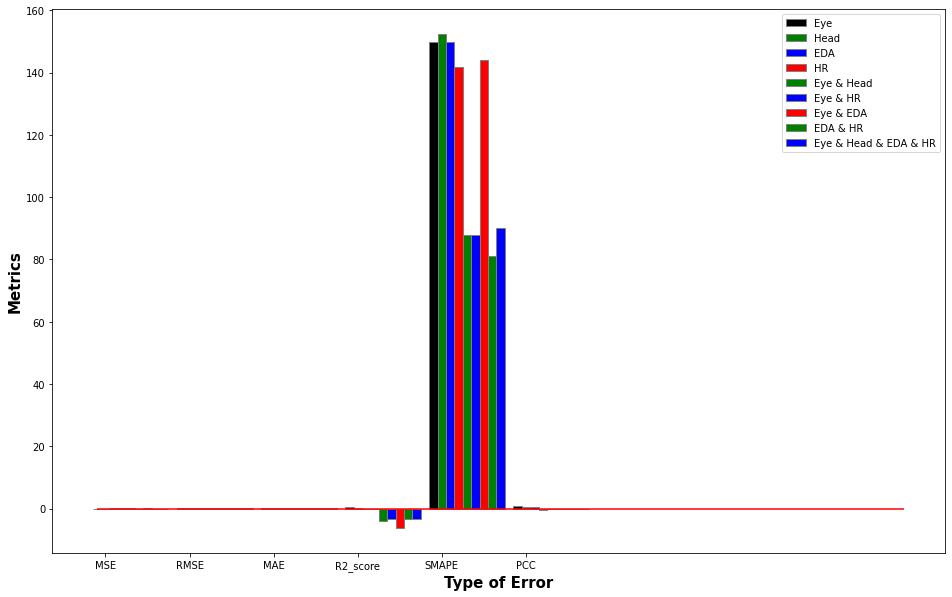 160
140
120
100
80
60
40
20
0
Metrics
Eye
Head
EDA
HR
Eye & Head
Eye & HR
Eye & EDA
EDA & HR
Eye & Head & EDA & HR
MSE RMSE MAE R2_score SMAPE PCC
Type of Error